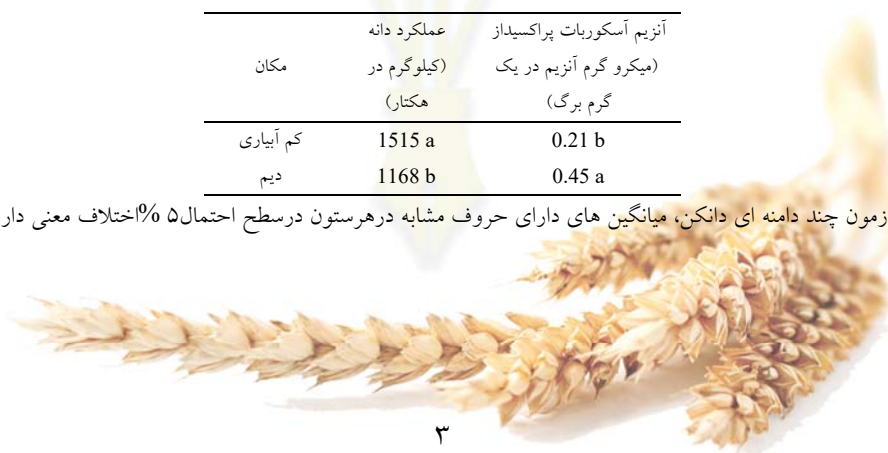 مکان عملکرد دانه (کیلوگرم در هکتار) آنزیم آسکوربات پراکسیداز (میکرو گرم آنزیم در یک گرم برگ)
کم آبیاری 1515 a 0.21 b
دیم 1168 b 0.45 a
زمون چند دامنه ای دانکن، میانگین های دارای حروف مشابه درهرستون درسطح احتمال۵ %اختلاف معنی دار
۳